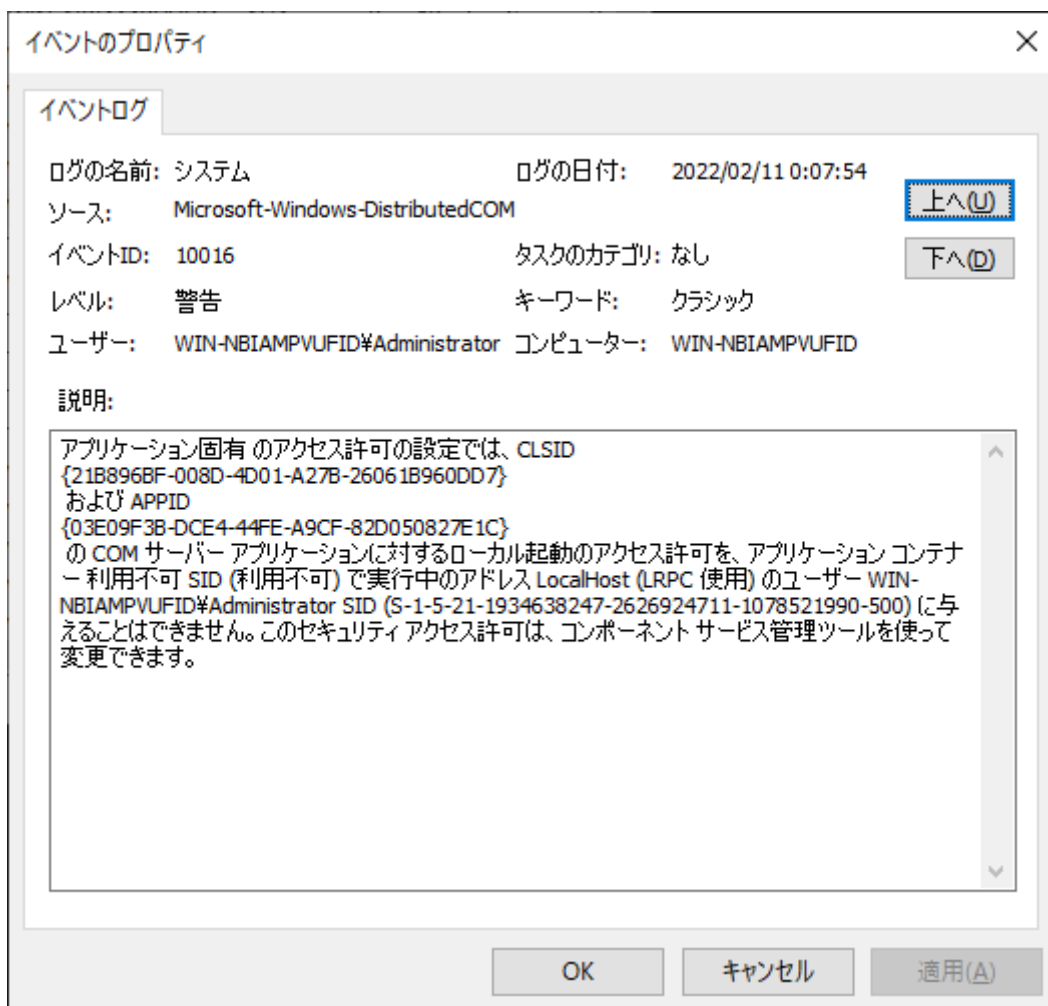 イベントのプロパティ
イベントログ
ログの名前: システム ログの日付: 2022/02/11 0:07:54
上へ(U)
ソース: Microsoft-Windows-DistributedCOM
イベントID: 10016 タスクのカテゴリ: なし
下へ(D)
レベル: 警告 キーワード: クラシック
ユーザー: WIN-NBIAMPVUFID¥Administrator コンピューター: WIN-NBIAMPVUFID
説明:
アプリケーション固有 のアクセス許可の設定では、CLSID
{21B896BF-008D-4D01-A27B-26061B960DD7}
および APPID
{03E09F3B-DCE4-44FE-A9CF-82D050827E1C}
の COM サーバー アプリケーションに対するローカル起動のアクセス許可を、アプリケーション コンテナ
ー 利用不可 SID (利用不可) で実行中のアドレス LocalHost (LRPC 使用) のユーザー WIN-
NBIAMPVUFID¥Administrator SID (S-1-5-21-1934638247-2626924711-1078521990-500) に与
えることはできません。このセキュリティ アクセス許可は、コンポーネント サービス管理ツールを使って
変更できます。
OK キャンセル 適用(A)